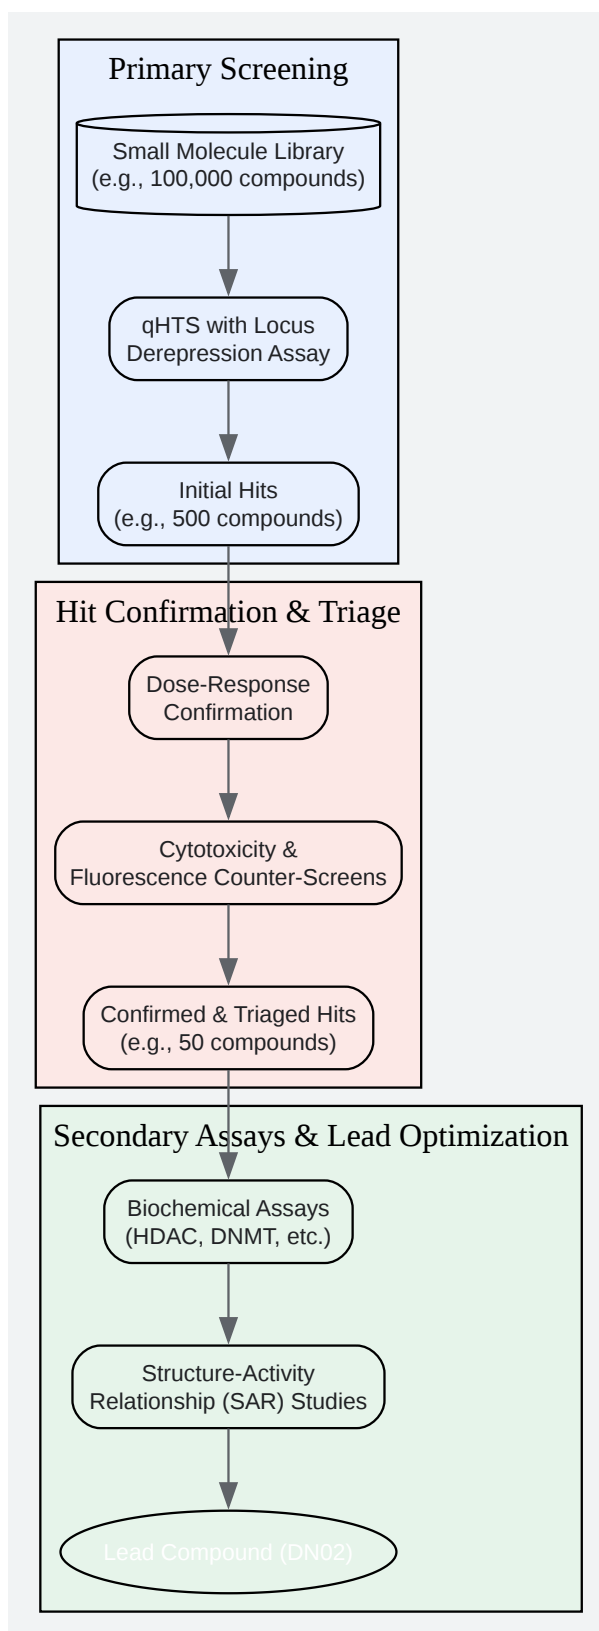 Primary Screening
Small Molecule Library
(e.g., 100,000 compounds)
qHTS with Locus
Derepression Assay
Initial Hits
(e.g., 500 compounds)
Hit Confirmation & Triage
Dose-Response
Confirmation
Cytotoxicity &
Fluorescence Counter-Screens
Confirmed & Triaged Hits
(e.g., 50 compounds)
Secondary Assays & Lead Optimization
Biochemical Assays
(HDAC, DNMT, etc.)
Structure-Activity
Relationship (SAR) Studies
Lead Compound (DN02)